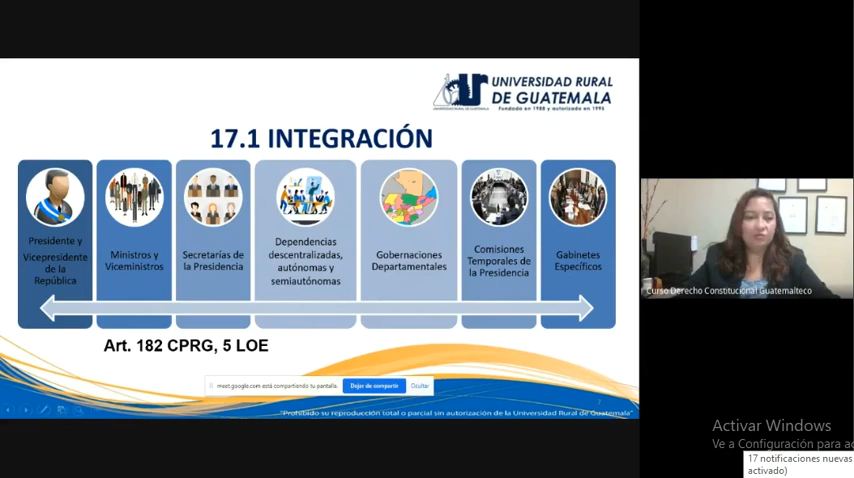 UNIVERSIDAD RURAL
DE GUATEMALA
Fundada en 1988 y autorizada en 1995
17.1 INTEGRACIÓN
Presidente y
Vicepresidente
de la
República
Ministros y
Viceministros
Secretarías de
la Presidencia
Dependencias
descentralizadas,
autónomas y
semiautónomas
Gobernaciones
Departamentales
Comisiones
Temporales de
la Presidencia
Gabinetes
Específicos
Art. 182 CPRG, 5 LOE
meet.google.com está compartiendo tu pantalla.
Dejar de compartir
Ocultar
7
"Prohibido su reproducción total o parcial sin autorización de la Universidad Rural de Guatemala"
Curso Derecho Constitucional Guatemalteco
Activar Windows
Ve a Configuración para ac
17 notificaciones nuevas
activado)